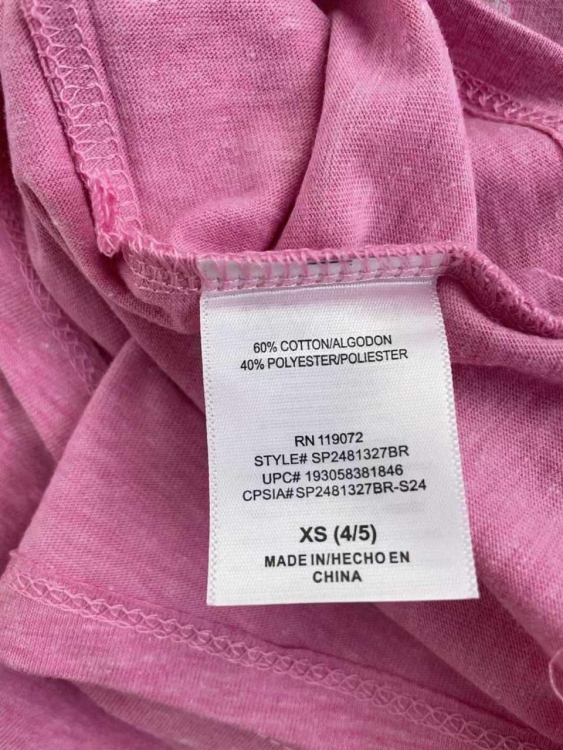 60% COTTON/ALGODON
40% POLYESTER/POLIESTER
RN 119072
STYLE# SP2481327BR
UPC# 193058381846
CPSIA# SP2481327BR-S24
XS (4/5)
MADE IN/HECHO EN
CHINA